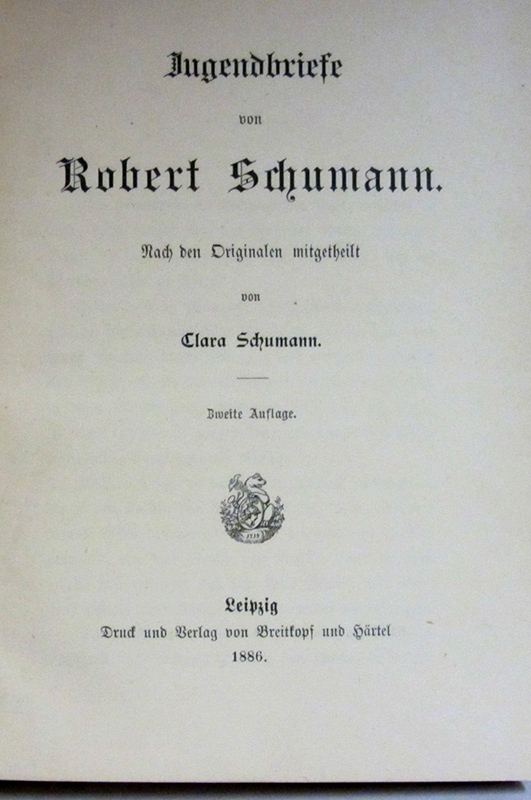 Jugendbriefe
von
Robert Schumann.
Nach den Originalen mitgetheilt
von
Clara Schumann.
Zweite Auflage.
1719
Leipzig
Druck und Verlag von Breitkopf und Härtel
1886.